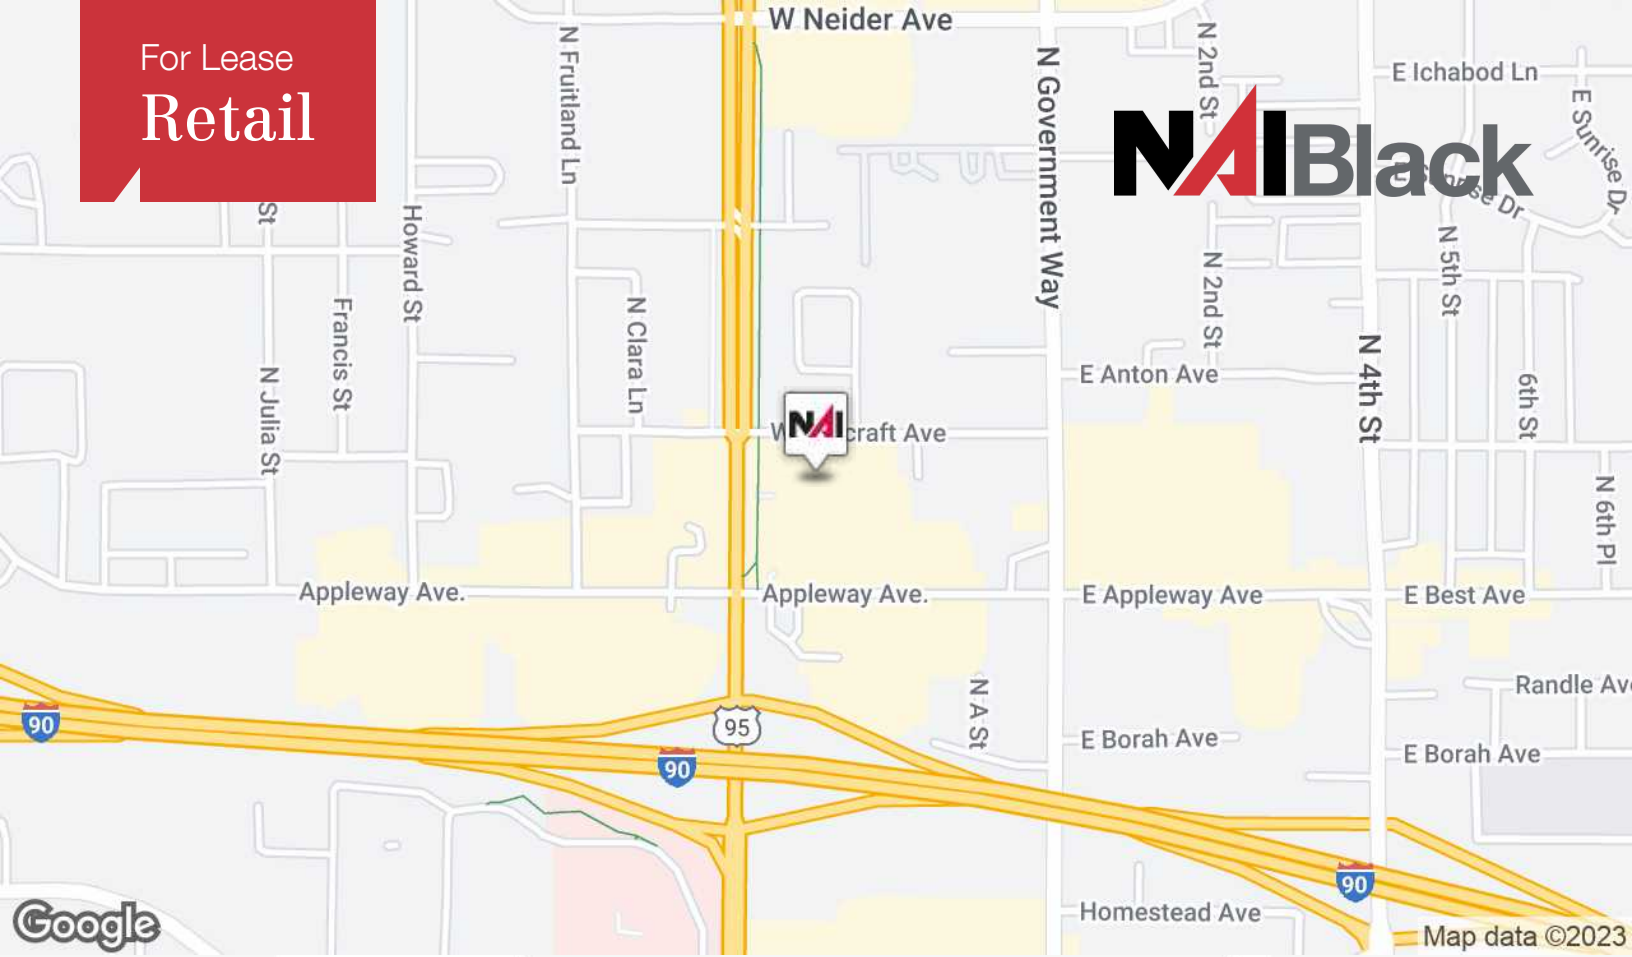 For Lease
Retail
W Neider Ave
N Fruitland Ln
N Government Way
N 2nd St
E Ichabod Ln
E Sunrise Dr
NAIBlack
E Sunrise Dr
St
Howard St
N 5th St
N 2nd St
Francis St
N Clara Ln
N Julia St
E Anton Ave
N 4th St
6th St
NAI
W craft Ave
N 6th Pl
Appleway Ave.
Appleway Ave.
E Appleway Ave
E Best Ave
N A St
Randle Ave
90
95
90
E Borah Ave
E Borah Ave
90
Homestead Ave
Google
Map data ©2023